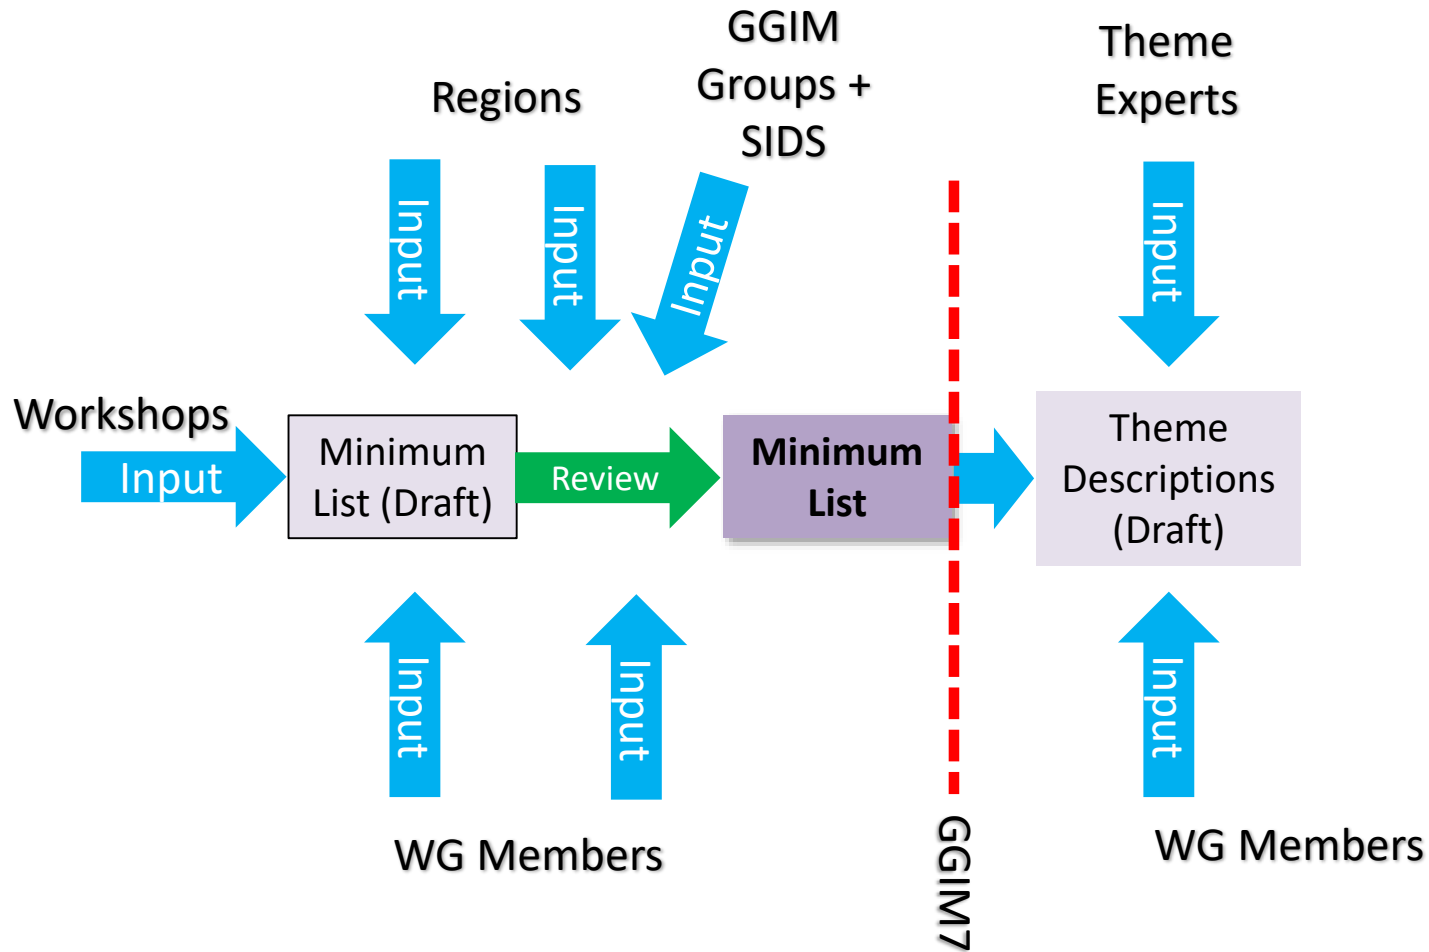 GGIM
Groups +
SIDS
Theme
Experts
Regions
Input
Input
Input
Input
Workshops
Input
Minimum
List (Draft)
Review
Minimum
List
Theme
Descriptions
(Draft)
Input
Input
Input
WG Members
GGIM7
WG Members